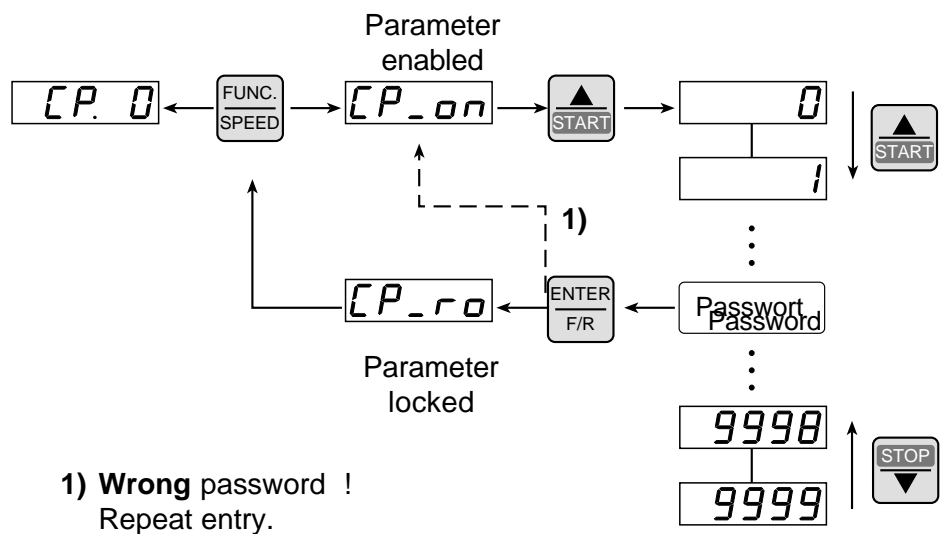 Parameter
enabled
CP. 0
FUNC.
SPEED
CP_on
START
0
START
1
1)
CP_ro
ENTER
F/R
Passwort
Password
Parameter
locked
9998
STOP
9999
1) Wrong password !
Repeat entry.